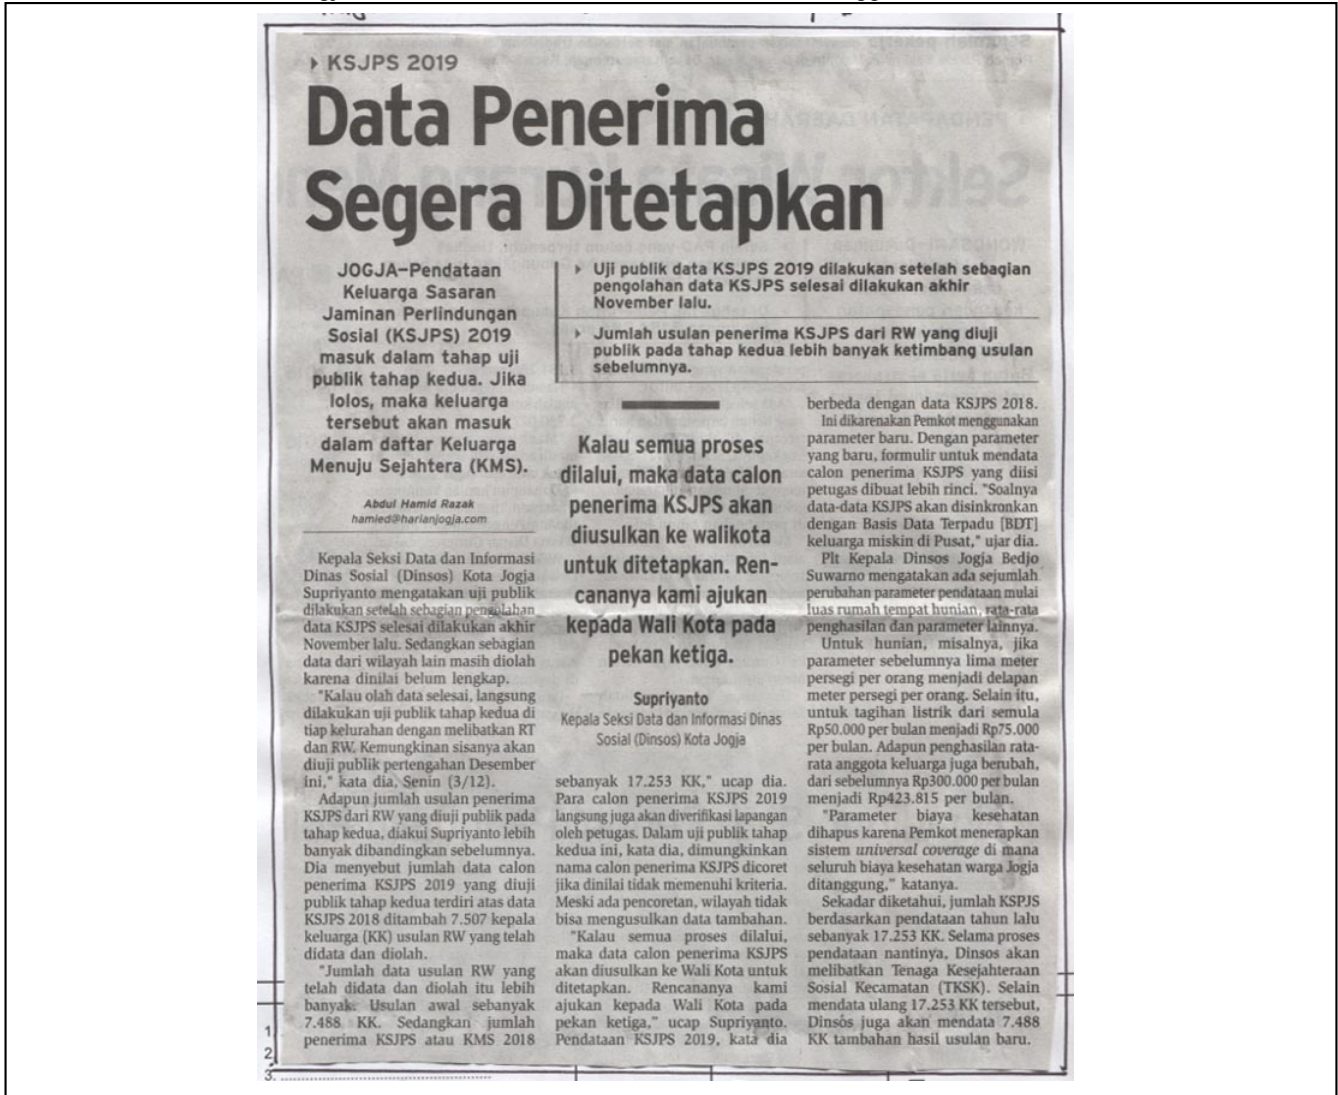 KSJPS 2019
Data Penerima
Segera Ditetapkan
JOGJA–Pendataan
Keluarga Sasaran
Jaminan Perlindungan
Sosial (KSJPS) 2019
masuk dalam tahap uji
publik tahap kedua. Jika
lolos, maka keluarga
tersebut akan masuk
dalam daftar Keluarga
Menuju Sejahtera (KMS).
Abdul Hamid Razak
hamied@harianjogja.com
Uji publik data KSJPS 2019 dilakukan setelah sebagian
pengolahan data KSJPS selesai dilakukan akhir
November lalu.
Jumlah usulan penerima KSJPS dari RW yang diuji
publik pada tahap kedua lebih banyak ketimbang usulan
sebelumnya.
Kepala Seksi Data dan Informasi
Dinas Sosial (Dinsos) Kota Jogja
Supriyanto mengatakan uji publik
dilakukan setelah sebagian pengolahan
data KSJPS selesai dilakukan akhir
November lalu. Sedangkan sebagian
data dari wilayah lain masih diolah
karena dinilai belum lengkap.
"Kalau olah data selesai, langsung
dilakukan uji publik tahap kedua di
tiap kelurahan dengan melibatkan RT
dan RW. Kemungkinan sisanya akan
diuji publik pertengahan Desember
ini," kata dia, Senin (3/12).
Adapun jumlah usulan penerima
KSJPS dari RW yang diuji publik pada
tahap kedua, diakui Supriyanto lebih
banyak dibandingkan sebelumnya.
Dia menyebut jumlah data calon
penerima KSJPS 2019 yang diuji
publik tahap kedua terdiri atas data
KSJPS 2018 ditambah 7.507 kepala
keluarga (KK) usulan RW yang telah
didata dan diolah.
"Jumlah data usulan RW yang
telah didata dan diolah itu lebih
banyak. Usulan awal sebanyak
7.488 KK. Sedangkan jumlah
penerima KSJPS atau KMS 2018
Kalau semua proses
dilalui, maka data calon
penerima KSJPS akan
diusulkan ke walikota
untuk ditetapkan. Ren-
cananya kami ajukan
kepada Wali Kota pada
pekan ketiga.
Supriyanto
Kepala Seksi Data dan Informasi Dinas
Sosial (Dinsos) Kota Jogja
sebanyak 17.253 KK," ucap dia.
Para calon penerima KSJPS 2019
langsung juga akan diverifikasi lapangan
oleh petugas. Dalam uji publik tahap
kedua ini, kata dia, dimungkinkan
nama calon penerima KSJPS dicoret
jika dinilai tidak memenuhi kriteria.
Meski ada pencoretan, wilayah tidak
bisa mengusulkan data tambahan.
"Kalau semua proses dilalui,
maka data calon penerima KSJPS
akan diusulkan ke Wali Kota untuk
ditetapkan. Rencananya kami
ajukan kepada Wali Kota pada
pekan ketiga," ucap Supriyanto.
Pendataan KSJPS 2019, kata dia
berbeda dengan data KSJPS 2018.
Ini dikarenakan Pemkot menggunakan
parameter baru. Dengan parameter
yang baru, formulir untuk mendata
calon penerima KSJPS yang diisi
petugas dibuat lebih rinci. "Soalnya
data-data KSJPS akan disinkronkan
dengan Basis Data Terpadu [BDT]
keluarga miskin di Pusat," ujar dia.
Plt Kepala Dinsos Jogja Bedjo
Suwarno mengatakan ada sejumlah
perubahan parameter pendataan mulai
luas rumah tempat hunian, rata-rata
penghasilan dan parameter lainnya.
Untuk hunian, misalnya, jika
parameter sebelumnya lima meter
persegi per orang menjadi delapan
meter persegi per orang. Selain itu,
untuk tagihan listrik dari semula
Rp50.000 per bulan menjadi Rp75.000
per bulan. Adapun penghasilan rata-
rata anggota keluarga juga berubah,
dari sebelumnya Rp300.000 per bulan
menjadi Rp423.815 per bulan.
"Parameter biaya kesehatan
dihapus karena Pemkot menerapkan
sistem universal coverage di mana
seluruh biaya kesehatan warga Jogja
ditanggung," katanya.
Sekadar diketahui, jumlah KSPJS
berdasarkan pendataan tahun lalu
sebanyak 17.253 KK. Selama proses
pendataan nantinya, Dinsos akan
melibatkan Tenaga Kesejahteraan
Sosial Kecamatan (TKSK). Selain
mendata ulang 17.253 KK tersebut,
Dinsos juga akan mendata 7.488
KK tambahan hasil usulan baru.
1.
2.
3.